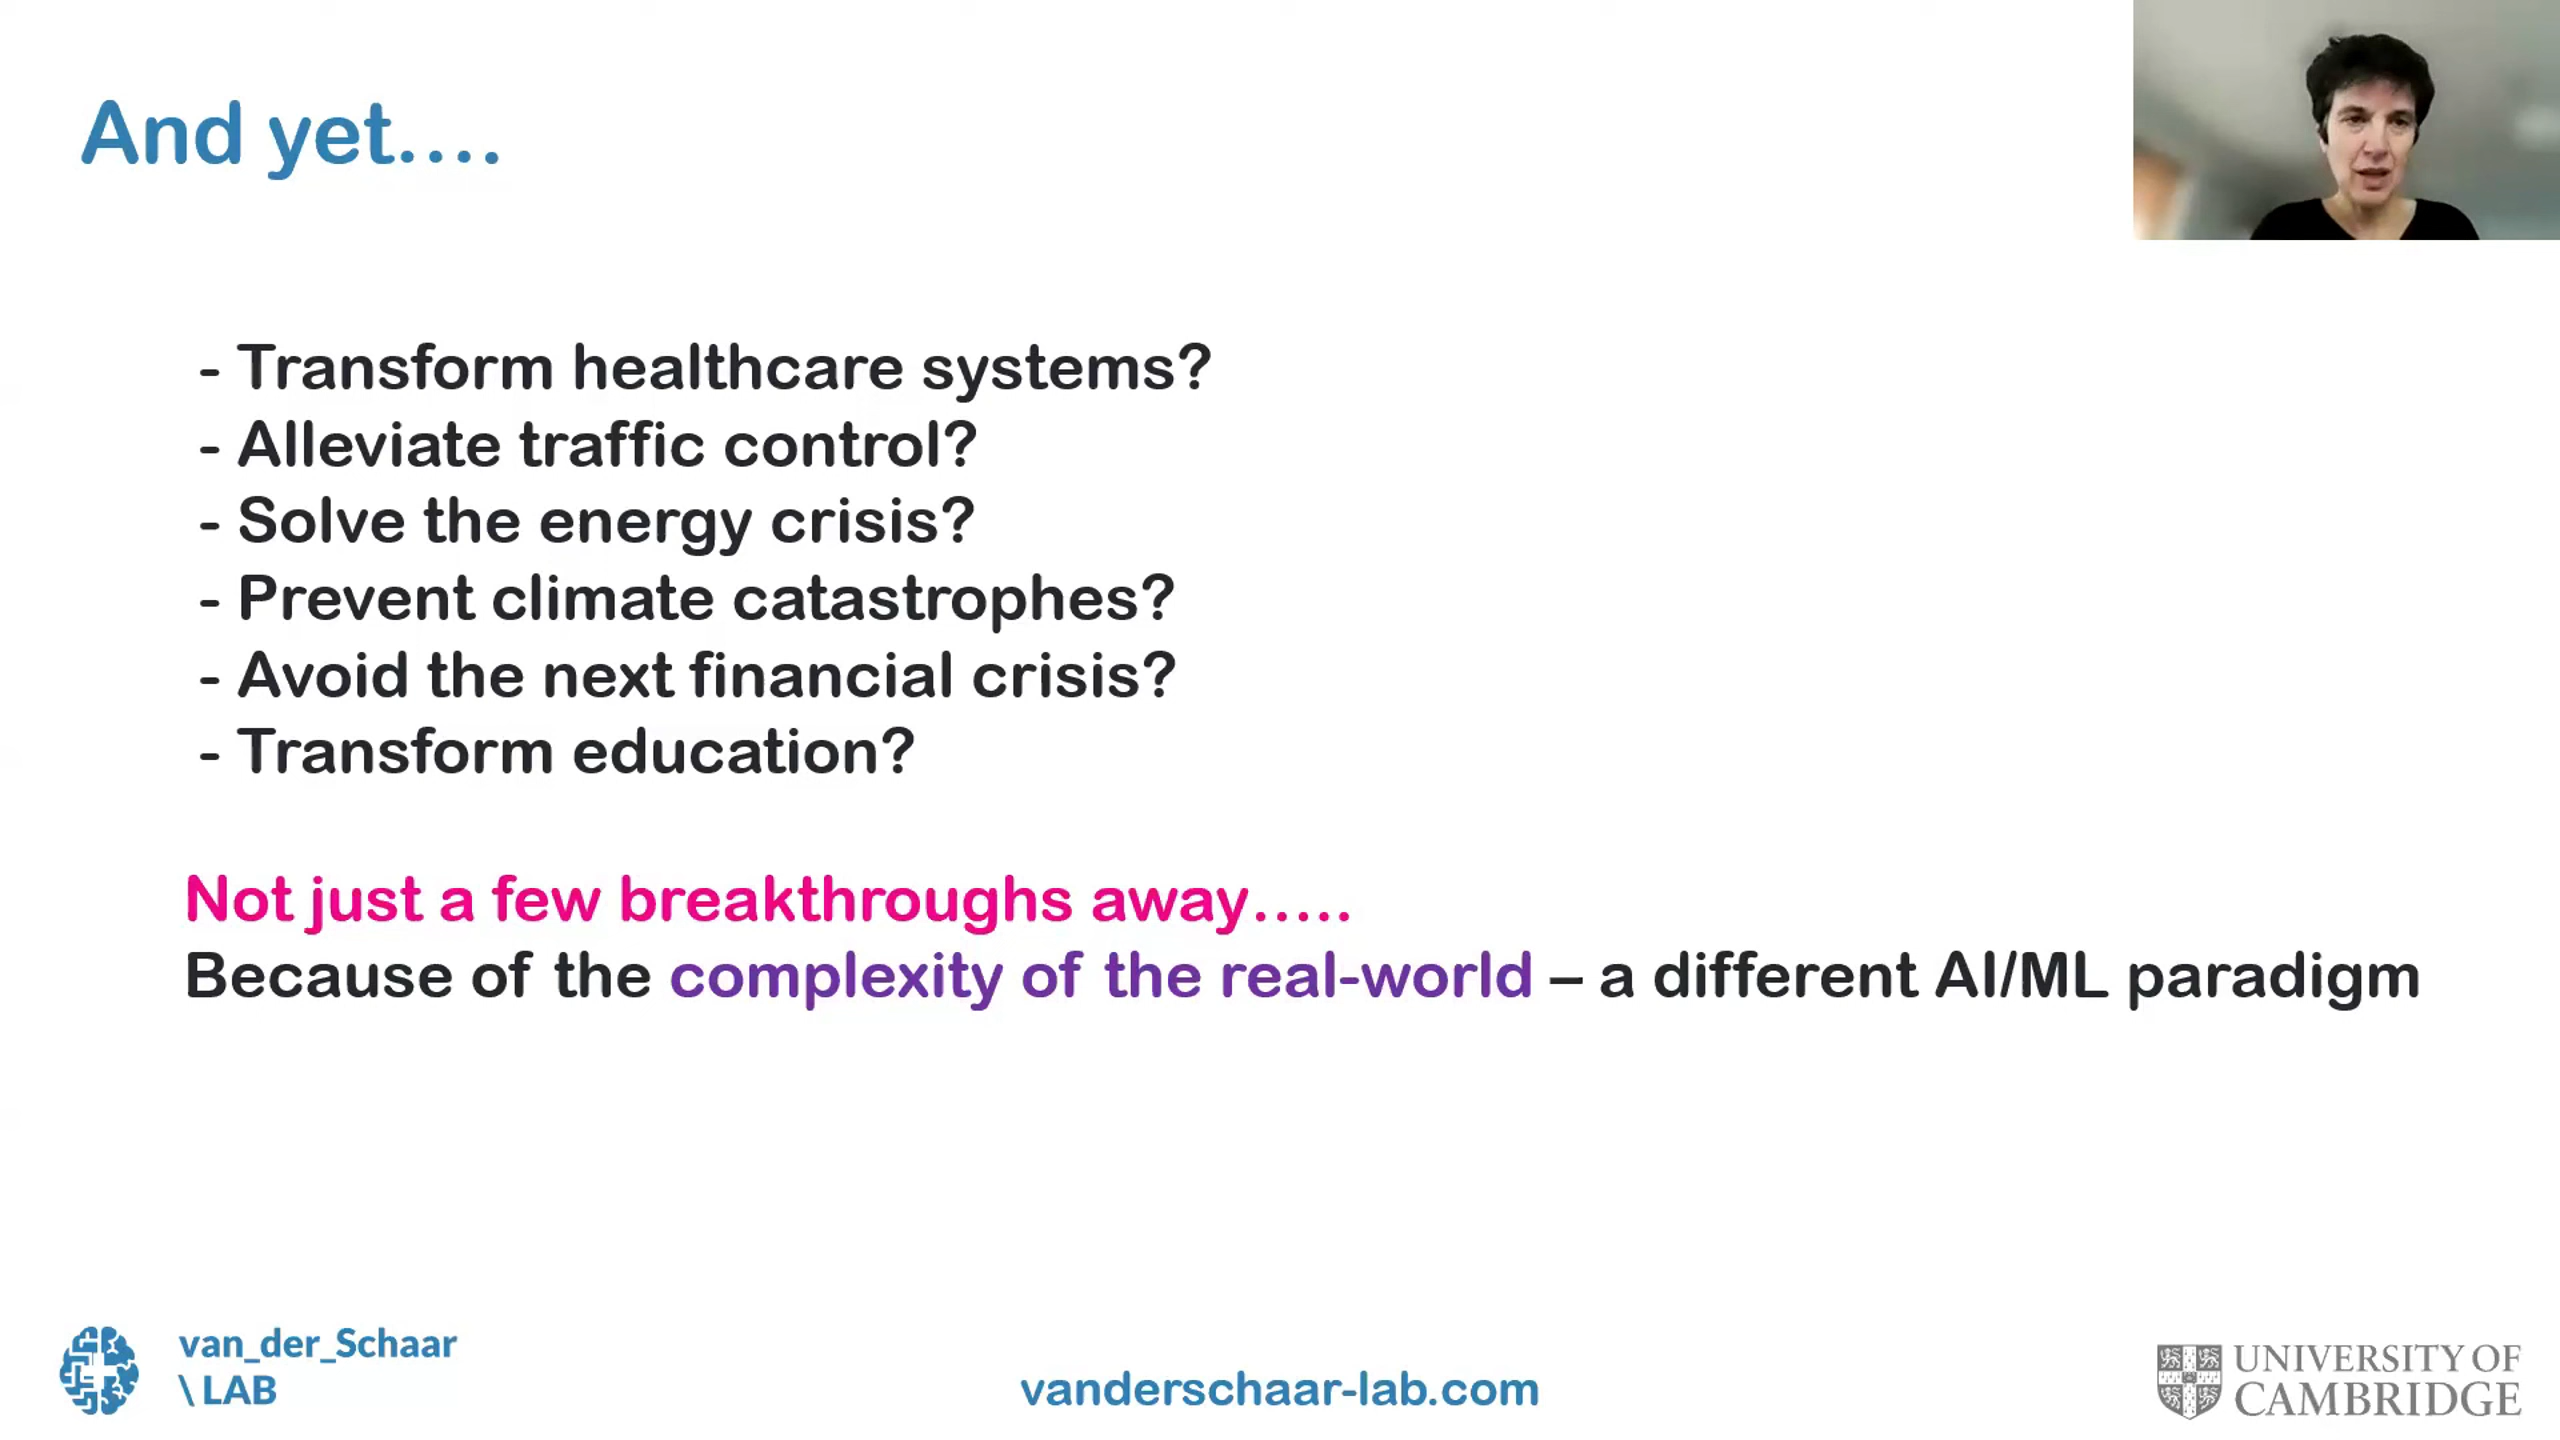 And yet....
- Transform healthcare systems?
- Alleviate traffic control?
- Solve the energy crisis?
- Prevent climate catastrophes?
- Avoid the next financial crisis?
- Transform education?
Not just a few breakthroughs away.....
Because of the complexity of the real-world – a different AI/ML paradigm
van_der_Schaar
\ LAB
vanderschaar-lab.com
UNIVERSITY OF
CAMBRIDGE